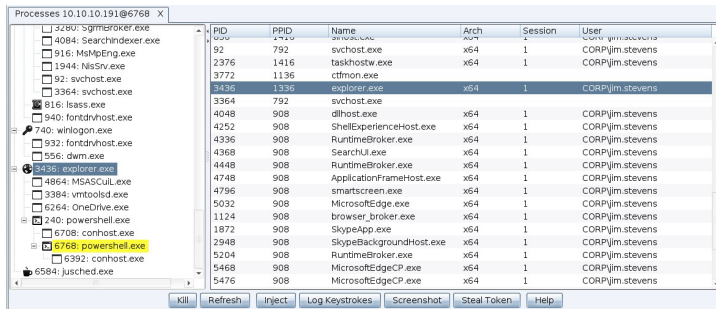 Processes 10.10.10.191@6768 X
3280: SgrmBroker.exe
4084: SearchIndexer.exe
916: MsMpEng.exe
1944: NisSrv.exe
92: svchost.exe
3364: svchost.exe
816: lsass.exe
940: fontdrvhost.exe
740: winlogon.exe
932: fontdrvhost.exe
556: dwm.exe
3436: explorer.exe
4864: MSASCuiL.exe
3384: vmtoolsd.exe
6264: OneDrive.exe
240: powershell.exe
6708: conhost.exe
6768: powershell.exe
6392: conhost.exe
6584: jusched.exe
PID PPID Name Arch Session User
836 1416 sihost.exe x64 1 CORP\jim.stevens
92 792 svchost.exe x64 1 CORP\jim.stevens
2376 1416 taskhostw.exe x64 1 CORP\jim.stevens
3772 1136 ctfmon.exe
3436 1336 explorer.exe x64 1 CORP\jim.stevens
3364 792 svchost.exe
4048 908 dllhost.exe x64 1 CORP\jim.stevens
4252 908 ShellExperienceHost.exe x64 1 CORP\jim.stevens
4336 908 RuntimeBroker.exe x64 1 CORP\jim.stevens
4368 908 SearchUI.exe x64 1 CORP\jim.stevens
4448 908 RuntimeBroker.exe x64 1 CORP\jim.stevens
4748 908 ApplicationFrameHost.exe x64 1 CORP\jim.stevens
4796 908 smartscreen.exe x64 1 CORP\jim.stevens
5032 908 MicrosoftEdge.exe x64 1 CORP\jim.stevens
1124 908 browser_broker.exe x64 1 CORP\jim.stevens
1872 908 SkypeApp.exe x64 1 CORP\jim.stevens
2948 908 SkypeBackgroundHost.exe x64 1 CORP\jim.stevens
5204 908 RuntimeBroker.exe x64 1 CORP\jim.stevens
5468 908 MicrosoftEdgeCP.exe x64 1 CORP\jim.stevens
5476 908 MicrosoftEdgeCP.exe x64 1 CORP\jim.stevens
Kill Refresh Inject Log Keystrokes Screenshot Steal Token Help